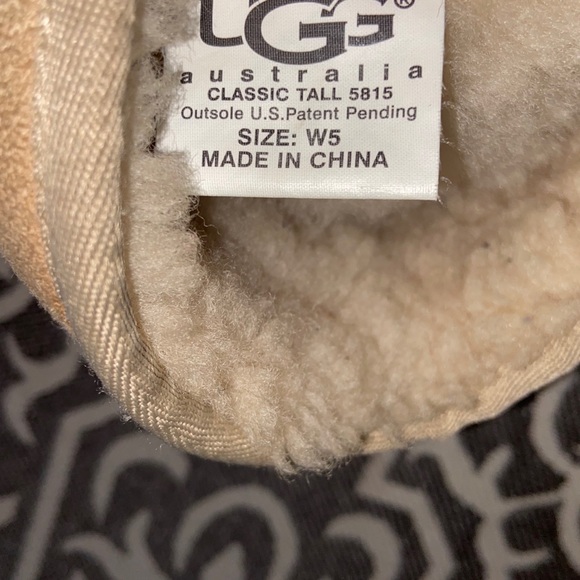 UGG®
australia
CLASSIC TALL 5815
Outsole U.S.Patent Pending
SIZE: W5
MADE IN CHINA